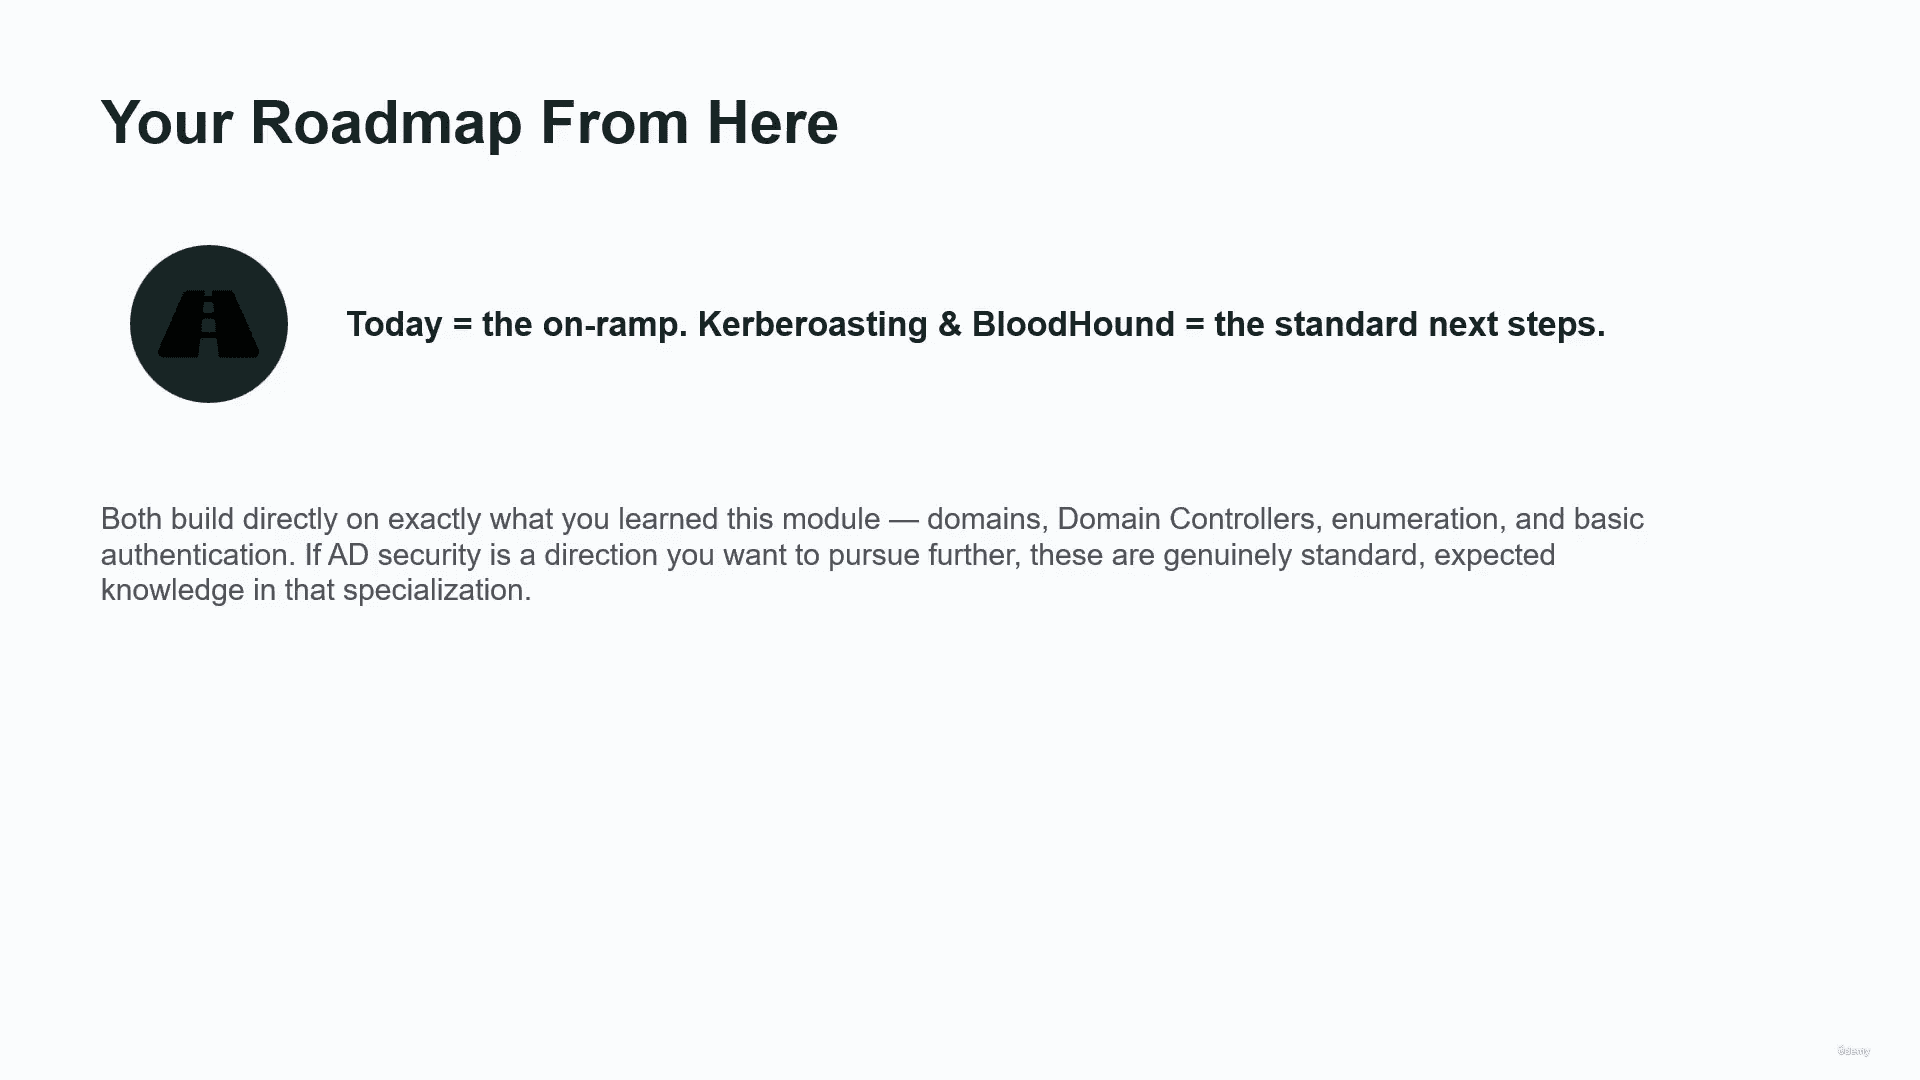 Your Roadmap From Here
Today = the on-ramp. Kerberoasting & BloodHound = the standard next steps.
Both build directly on exactly what you learned this module — domains, Domain Controllers, enumeration, and basic
authentication. If AD security is a direction you want to pursue further, these are genuinely standard, expected
knowledge in that specialization.